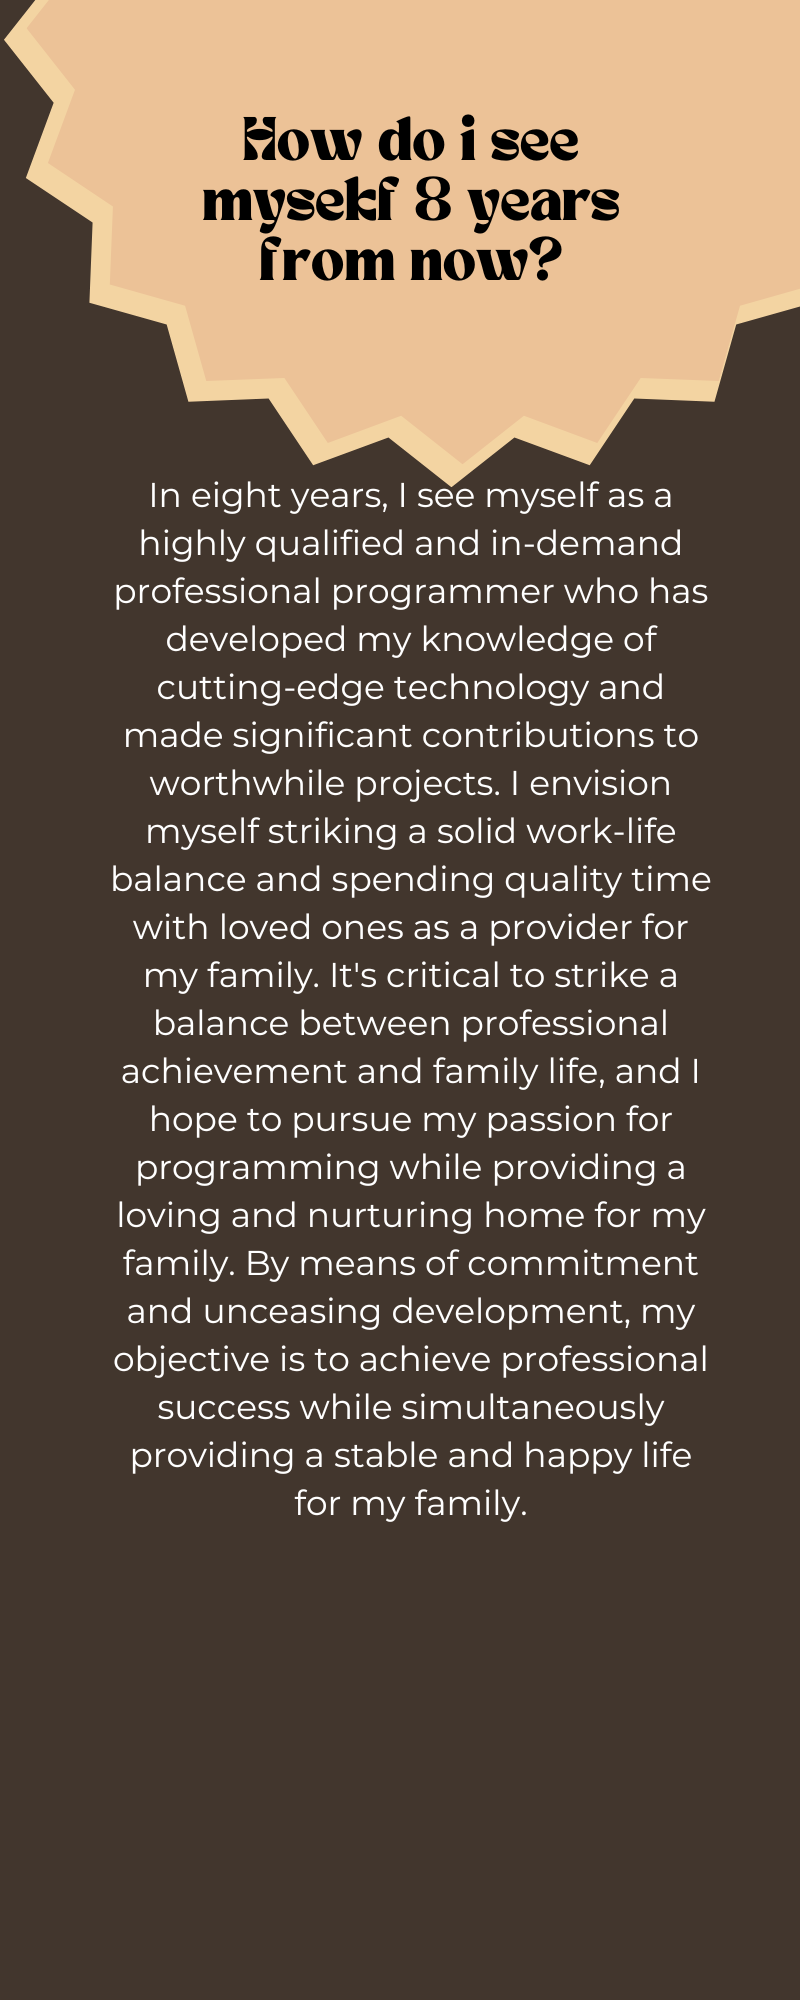 How do i see
mysekf 8 years
from now?
In eight years, I see myself as a
highly qualified and in-demand
professional programmer who has
developed my knowledge of
cutting-edge technology and
made significant contributions to
worthwhile projects. I envision
myself striking a solid work-life
balance and spending quality time
with loved ones as a provider for
my family. It's critical to strike a
balance between professional
achievement and family life, and I
hope to pursue my passion for
programming while providing a
loving and nurturing home for my
family. By means of commitment
and unceasing development, my
objective is to achieve professional
success while simultaneously
providing a stable and happy life
for my family.